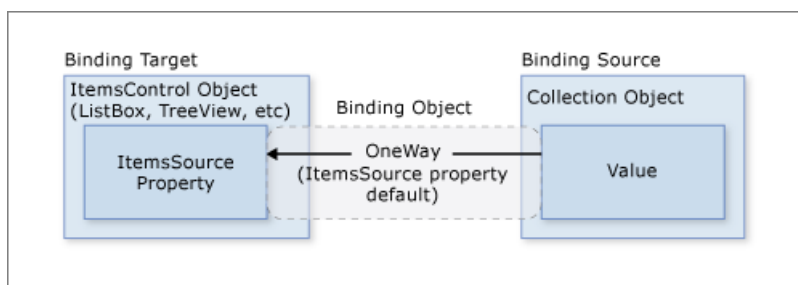 Binding Target
ItemsControl Object
(ListBox, TreeView, etc)
ItemsSource
Property
Binding Object
OneWay
(ItemsSource property
default)
Binding Source
Collection Object
Value